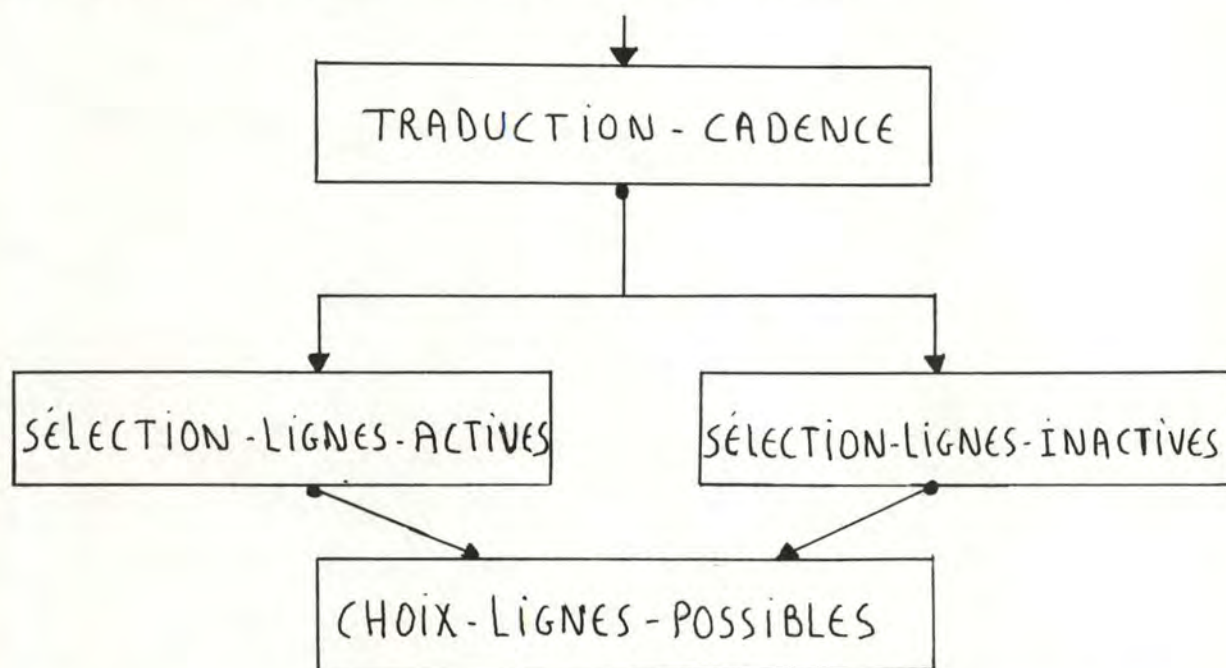 TRADUCTION - CADENCE
SÉLECTION - LIGNES - ACTIVES
SÉLECTION - LIGNES - INACTIVES
CHOIX - LIGNES - POSSIBLES